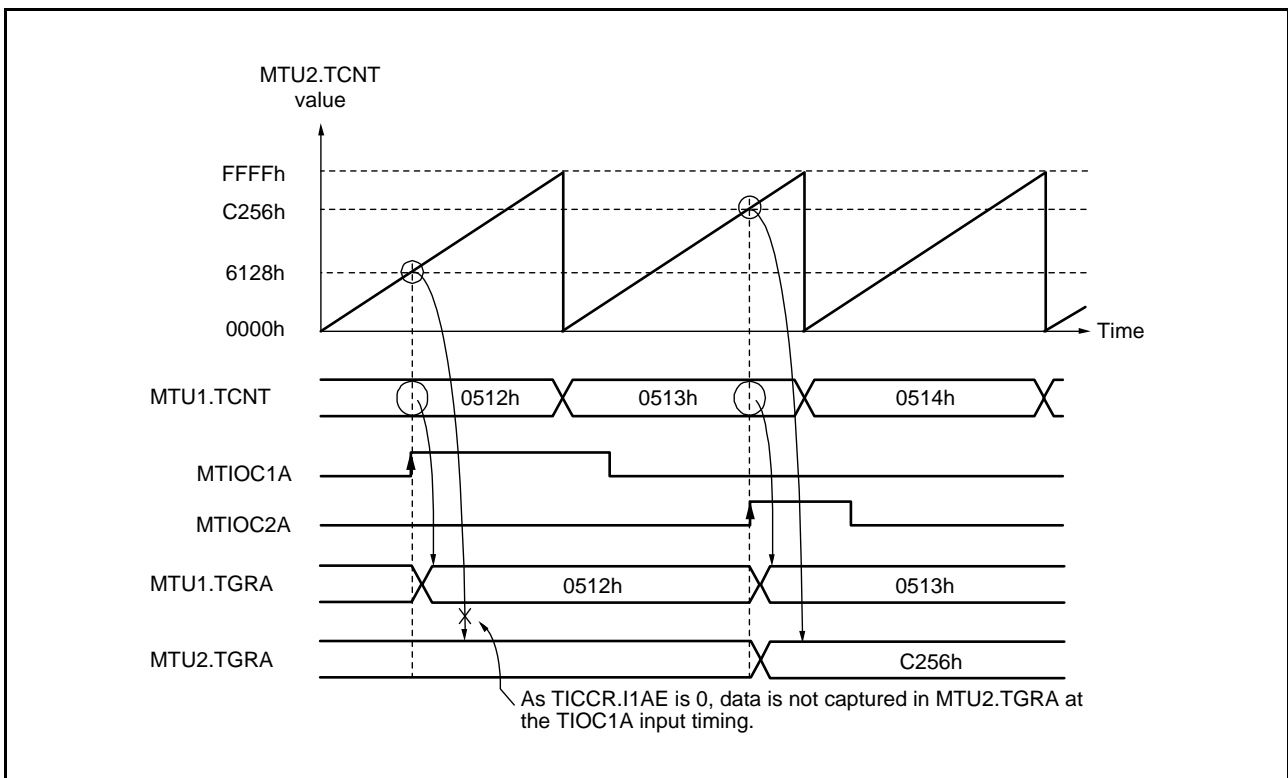 MTU2.TCNT
value
FFFFh
C256h
6128h
0000h
Time
MTU1.TCNT
0512h
0513h
0514h
MTIOC1A
MTIOC2A
MTU1.TGRA
0512h
0513h
MTU2.TGRA
C256h
As TICCR.I1AE is 0, data is not captured in MTU2.TGRA at
the TIOC1A input timing.